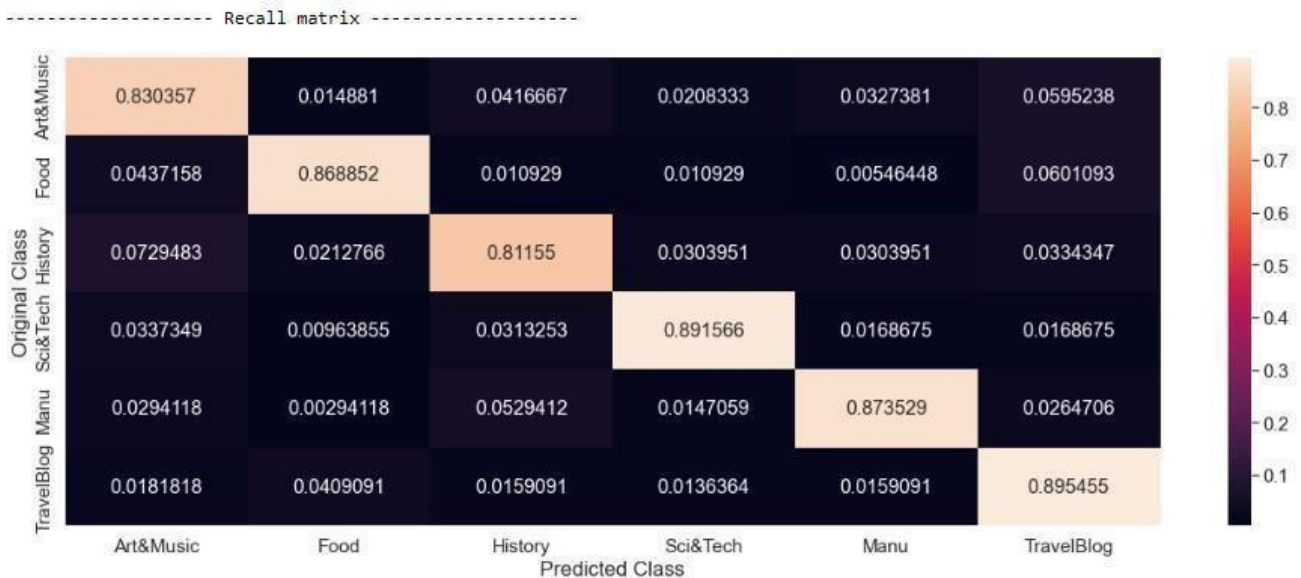 ------------------- Recall matrix -------------------
Art&Music 0.830357 0.014881 0.0416667 0.0208333 0.0327381 0.0595238
Food 0.0437158 0.868852 0.010929 0.010929 0.00546448 0.0601093
History 0.0729483 0.0212766 0.81155 0.0303951 0.0303951 0.0334347
Sci&Tech 0.0337349 0.00963855 0.0313253 0.891566 0.0168675 0.0168675
Manu 0.0294118 0.00294118 0.0529412 0.0147059 0.873529 0.0264706
TravelBlog 0.0181818 0.0409091 0.0159091 0.0136364 0.0159091 0.895455
Original Class
Art&Music Food History Sci&Tech Manu TravelBlog
Predicted Class
0.8
0.7
0.6
0.5
0.4
0.3
0.2
0.1